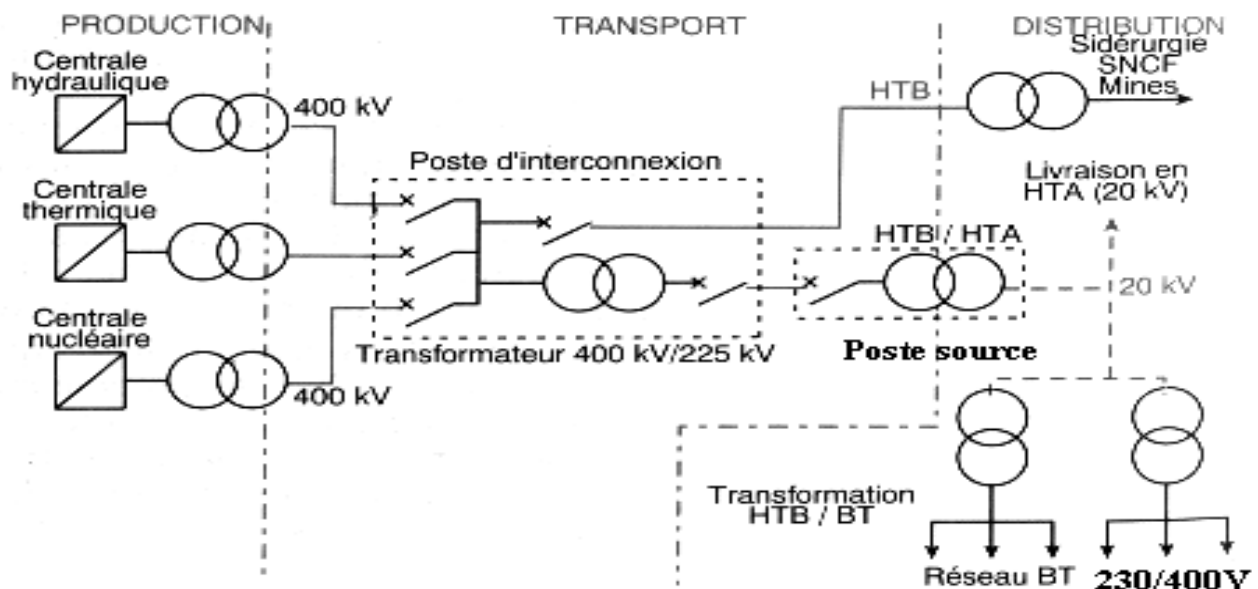 PRODUCTION
TRANSPORT
DISTRIBUTION
Centrale
hydraulique
400 kV
HTB
Sidérurgie
SNCF
Mines
Poste d'interconnexion
Livraison en
HTA (20 kV)
Centrale
thermique
HTB / HTA
20 kV
Centrale
nucléaire
400 kV
Transformateur 400 kV/225 kV
Poste source
Transformation
HTB / BT
Réseau BT
230/400V